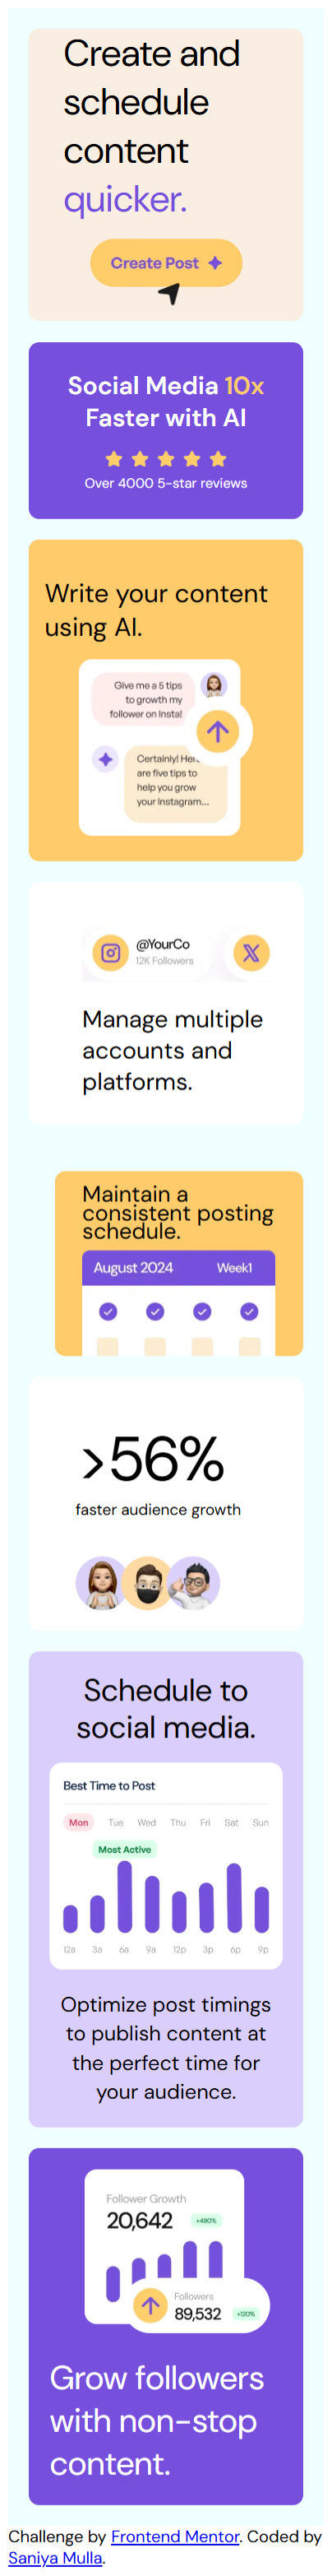 Create and
schedule
content
quicker.
Create Post
Social Media 10x
Faster with AI
Over 4000 5-star reviews
Write your content
using AI.
Give me a 5 tips
to growth my
follower on Insta!
Certainly! Here
are five tips to
help you grow
your Instagram...
@YourCo
12K Followers
Manage multiple
accounts and
platforms.
Maintain a
consistent posting
schedule.
August 2024 Week1
>56%
faster audience growth
Schedule to
social media.
Best Time to Post
Mon Tue Wed Thu Fri Sat Sun
Most Active
12a 3a 6a 9a 12p 3p 6p 9p
Optimize post timings
to publish content at
the perfect time for
your audience.
Follower Growth
20,642 +490%
Followers
89,532 +120%
Grow followers
with non-stop
content.
Challenge by Frontend Mentor. Coded by
Saniya Mulla.